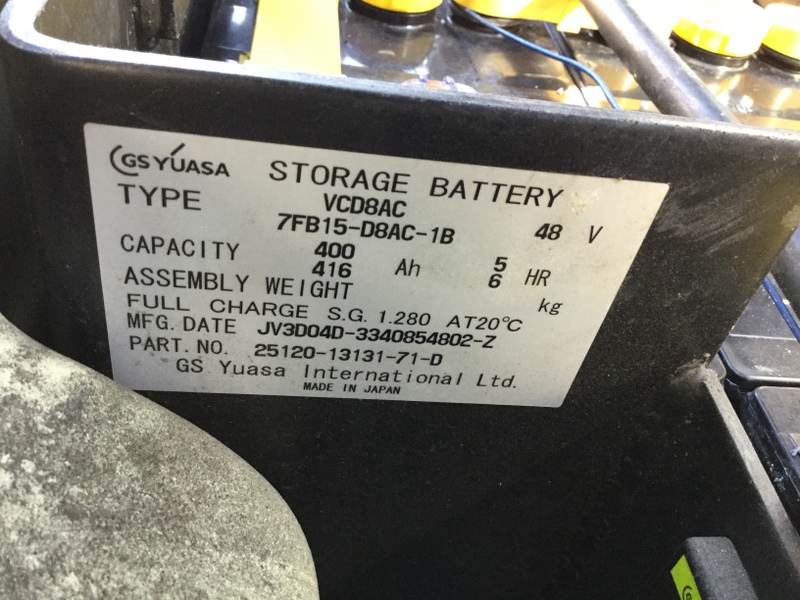 GS YUASA STORAGE BATTERY
TYPE VCD8AC
7FB15-D8AC-1B 48 V
CAPACITY 400 Ah 5 HR
416 6
ASSEMBLY WEIGHT kg
FULL CHARGE S.G. 1.280 AT20°C
MFG. DATE JV3D04D-3340854802-Z
PART. NO. 25120-13131-71-D
GS Yuasa International Ltd.
MADE IN JAPAN